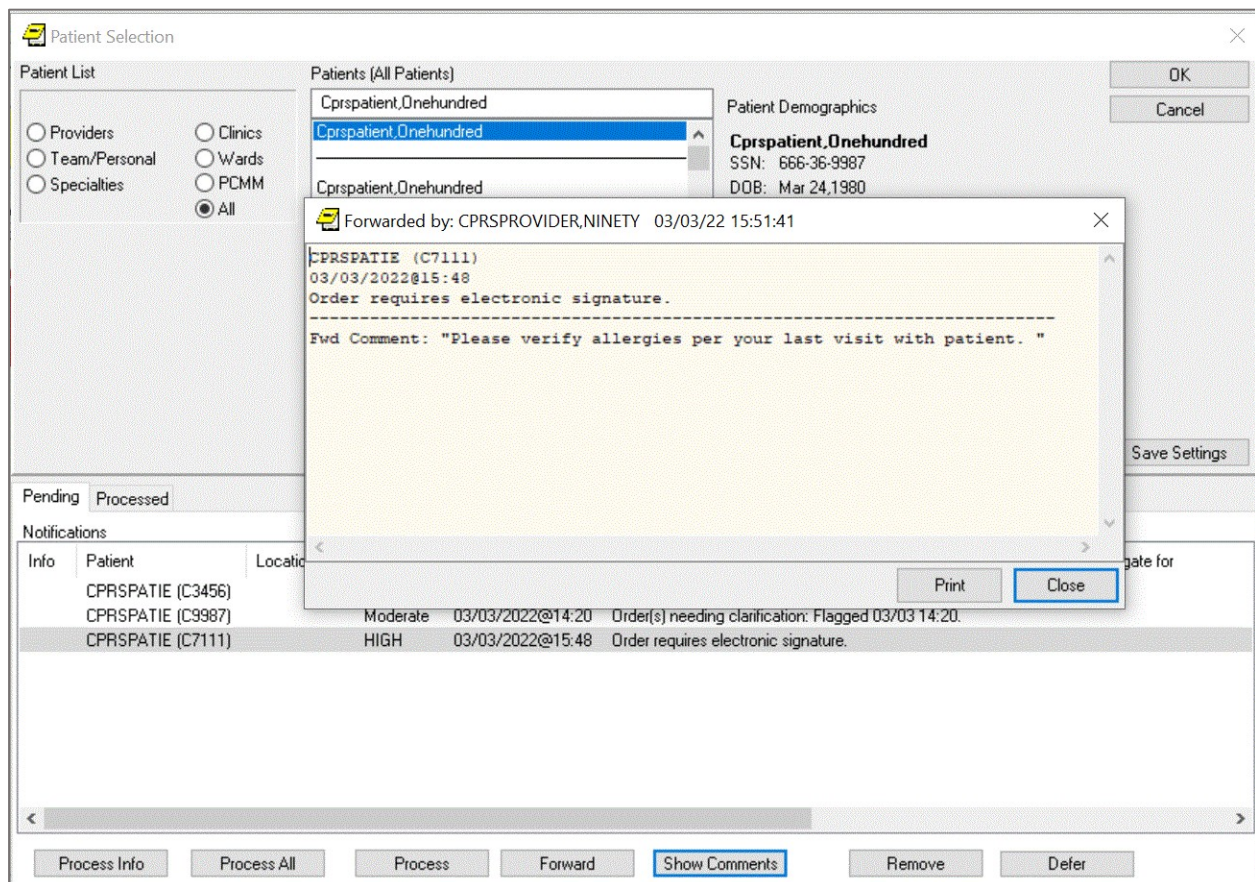 Patient Selection
Patient List
Providers
Team/Personal
Specialties
Clinics
Wards
PCMM
All
Patients (All Patients)
Cprspatient,Onehundred
Cprspatient,Onehundred
Cprspatient,Onehundred
Patient Demographics
Cprspatient,Onehundred
SSN: 666-36-9987
DOB: Mar 24,1980
OK
Cancel
Save Settings
Forwarded by: CPRSPROVIDER,NINETY 03/03/22 15:51:41
CPRSPATIE (C7111)
03/03/2022@15:48
Order requires electronic signature.
Fwd Comment: "Please verify allergies per your last visit with patient. "
Print Close
Pending Processed
Notifications
Info Patient Locatio gate for
CPRSPATIE (C3456)
CPRSPATIE (C9987) Moderate 03/03/2022@14:20 Order(s) needing clarification: Flagged 03/03 14:20.
CPRSPATIE (C7111) HIGH 03/03/2022@15:48 Order requires electronic signature.
Process Info Process All Process Forward Show Comments Remove Defer